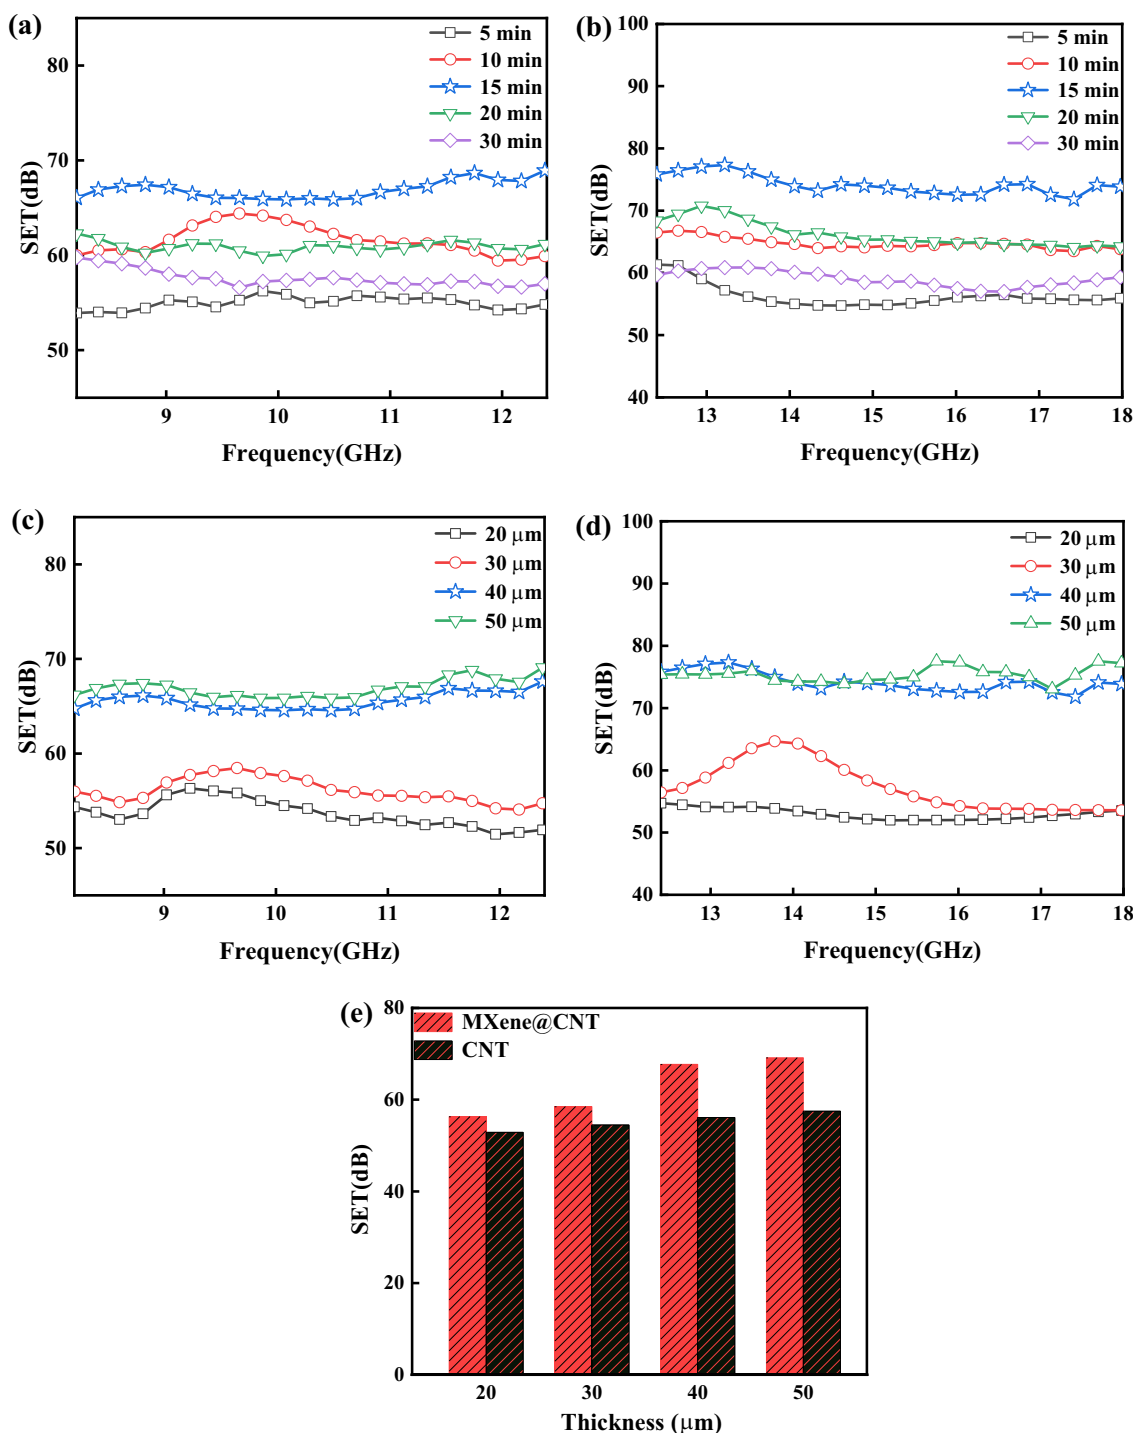 (a)
5 min
10 min
15 min
20 min
30 min
80
70
60
50
SET(dB)
9
10
11
12
Frequency(GHz)
(b)
5 min
10 min
15 min
20 min
30 min
100
90
80
70
60
50
40
SET(dB)
13
14
15
16
17
18
Frequency(GHz)
(c)
20 μm
30 μm
40 μm
50 μm
80
70
60
50
SET(dB)
9
10
11
12
Frequency(GHz)
(d)
20 μm
30 μm
40 μm
50 μm
100
90
80
70
60
50
40
SET(dB)
13
14
15
16
17
18
Frequency(GHz)
(e)
MXene@CNT
CNT
80
60
40
20
0
SET(dB)
20
30
40
50
Thickness (μm)